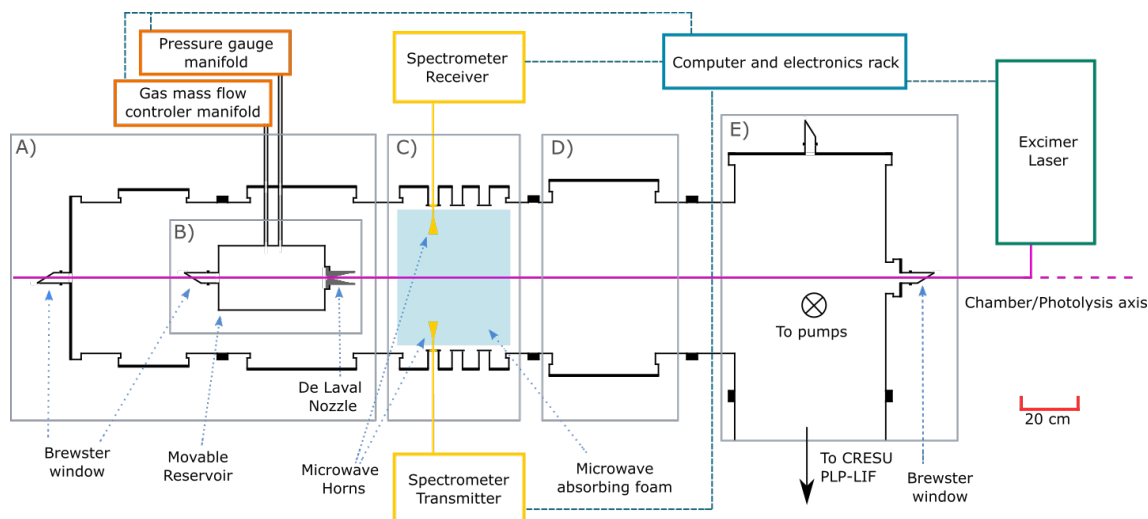 Pressure gauge
manifold
Gas mass flow
controler manifold
Spectrometer
Receiver
Computer and electronics rack
Excimer
Laser
A)
B)
C)
D)
E)
To pumps
Chamber/Photolysis axis
De Laval
Nozzle
20 cm
Brewster
window
Movable
Reservoir
Microwave
Horns
Spectrometer
Transmitter
Microwave
absorbing foam
To CRESU
PLP-LIF
Brewster
window